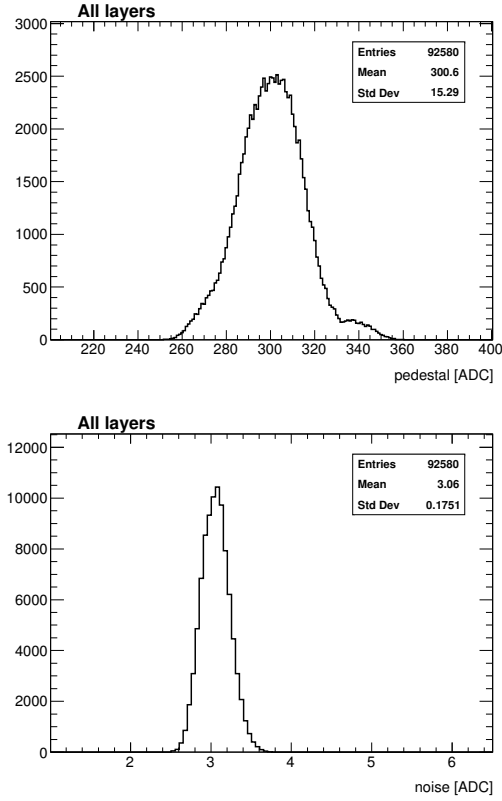 All layers
3000
Entries 92580
Mean 300.6
Std Dev 15.29
2500
2000
1500
1000
500
0
220 240 260 280 300 320 340 360 380 400
pedestal [ADC]
All layers
12000
Entries 92580
Mean 3.06
Std Dev 0.1751
10000
8000
6000
4000
2000
0
2 3 4 5 6
noise [ADC]